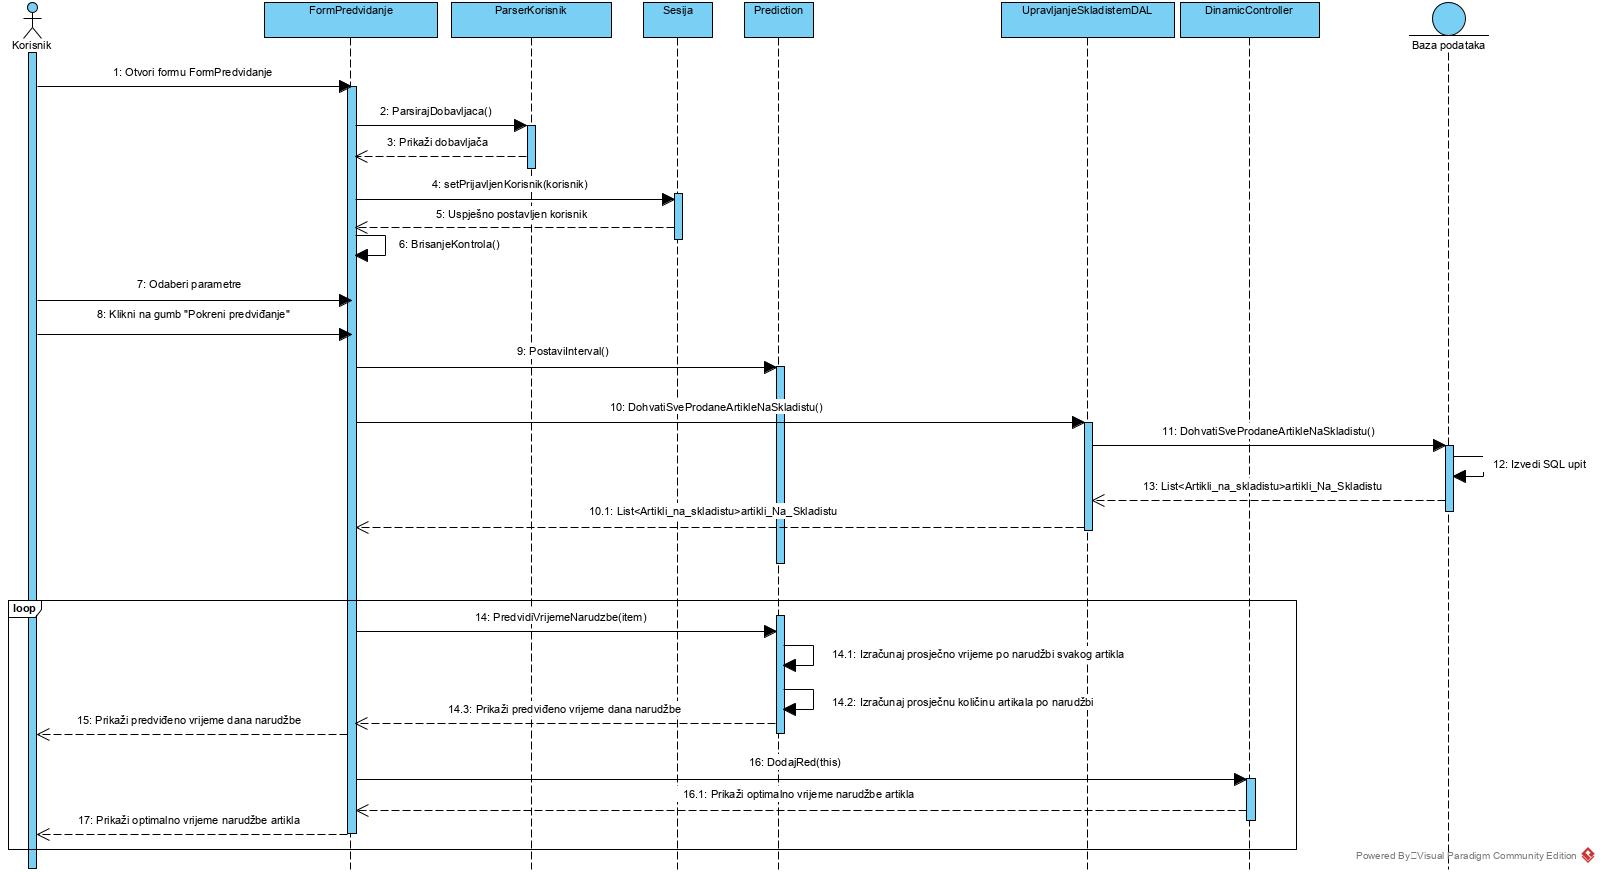 FormPredvidanje
ParserKorisnik
Sesija
Prediction
UpravljanjeSkladistemDAL
DinamicController
Korisnik
Baza podataka
1: Otvori formu FormPredvidanje
2: ParsirajDobavljaca()
3: Prikaži dobavljača
4: setPrijavljenKorisnik(korisnik)
5: Uspješno postavljen korisnik
6: BrisanjeKontrola()
7: Odaberi parametre
8: Klikni na gumb "Pokreni predviđanje"
9: PostaviInterval()
10: DohvatiSveProdaneArtikleNaSkladistu()
11: DohvatiSveProdaneArtikleNaSkladistu()
12: Izvedi SQL upit
13: List<Artikli_na_skladistu>artikli_Na_Skladistu
10.1: List<Artikli_na_skladistu>artikli_Na_Skladistu
loop
14: PredvidiVrijemeNarudzbe(item)
14.1: Izračunaj prosječno vrijeme po narudžbi svakog artikla
14.2: Izračunaj prosječnu količinu artikala po narudžbi
14.3: Prikaži predviđeno vrijeme dana narudžbe
15: Prikaži predviđeno vrijeme dana narudžbe
16: DodajRed(this)
16.1: Prikaži optimalno vrijeme narudžbe artikla
17: Prikaži optimalno vrijeme narudžbe artikla
Powered By Visual Paradigm Community Edition